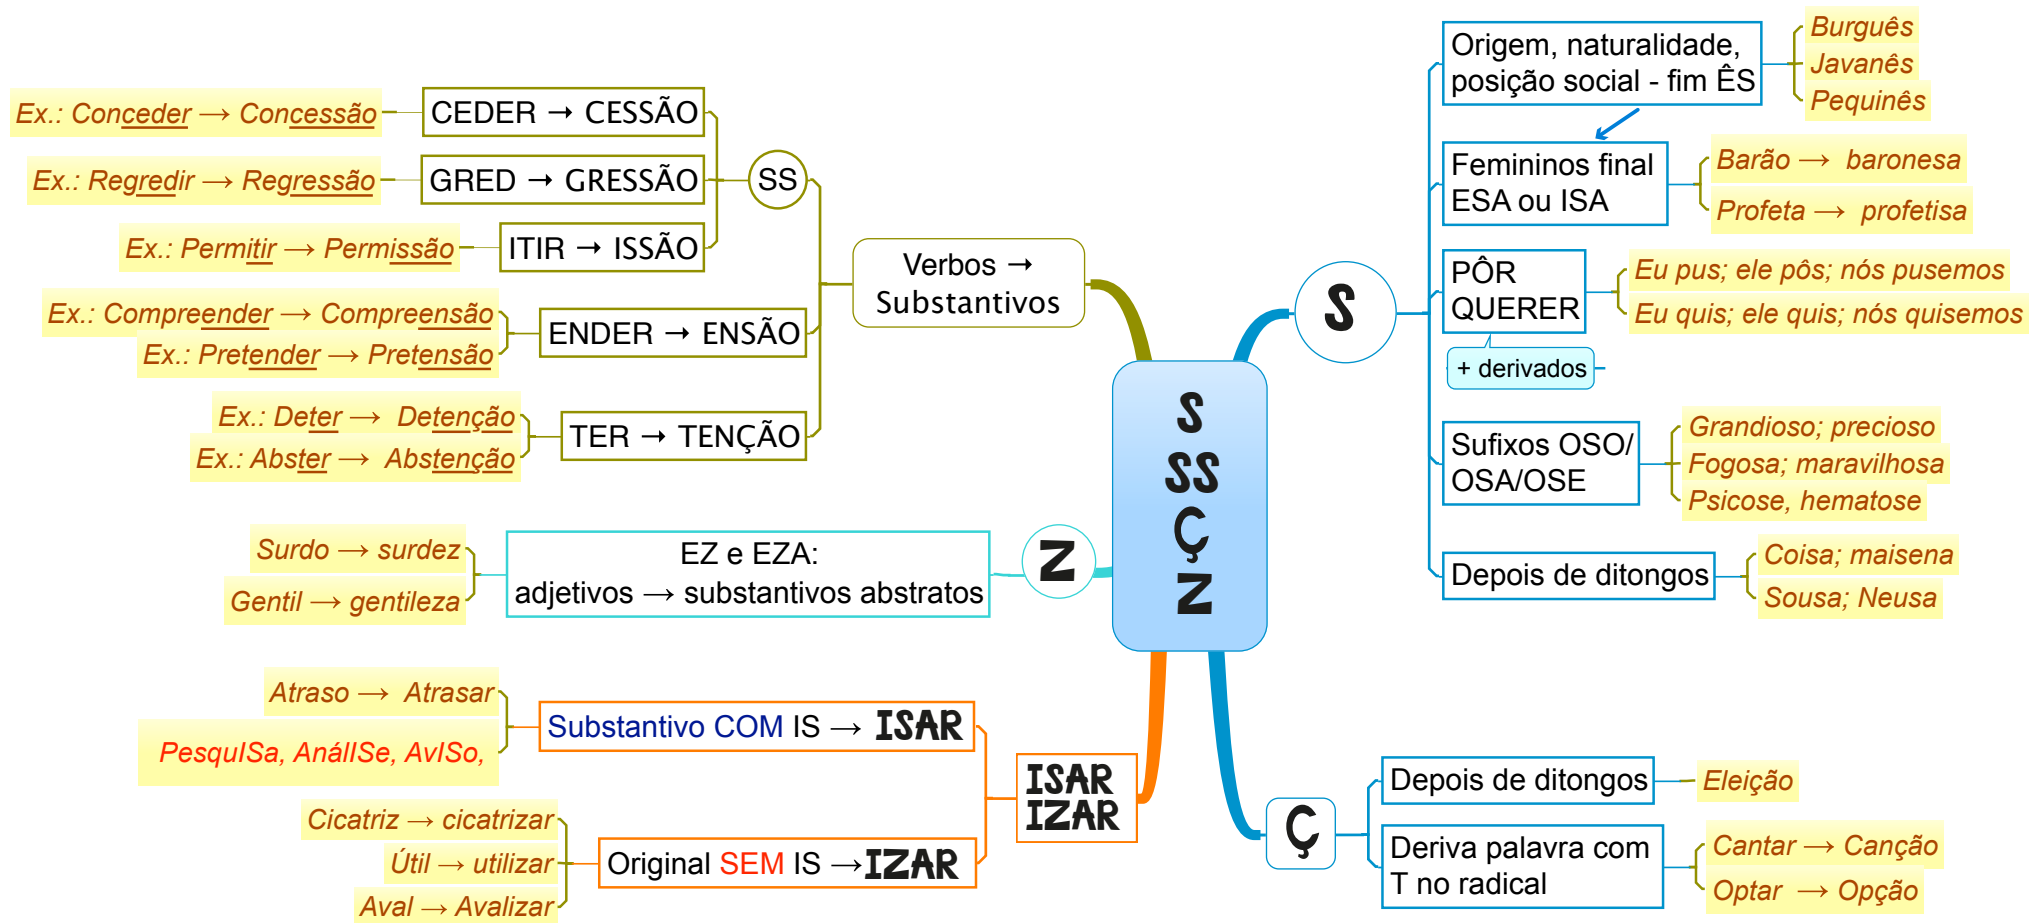 S
SS
Ç
Z
Verbos →
Substantivos
SS
CEDER → CESSÃO
Ex.: Conceder → Concessão
GRED → GRESSÃO
Ex.: Regredir → Regressão
ITIR → ISSÃO
Ex.: Permitir → Permissão
ENDER → ENSÃO
Ex.: Compreender → Compreensão
Ex.: Pretender → Pretensão
TER → TENÇÃO
Ex.: Deter → Detenção
Ex.: Abster → Abstenção
Z
EZ e EZA:
adjetivos → substantivos abstratos
Surdo → surdez
Gentil → gentileza
ISAR
IZAR
Substantivo COM IS → ISAR
Atraso → Atrasar
PesquISa, AnálISe, AvISo,
Original SEM IS →IZAR
Cicatriz → cicatrizar
Útil → utilizar
Aval → Avalizar
S
Origem, naturalidade,
posição social - fim ÊS
Burguês
Javanês
Pequinês
Femininos final
ESA ou ISA
Barão → baronesa
Profeta → profetisa
PÔR
QUERER
+ derivados
Eu pus; ele pôs; nós pusemos
Eu quis; ele quis; nós quisemos
Sufixos OSO/
OSA/OSE
Grandioso; precioso
Fogosa; maravilhosa
Psicose, hematose
Depois de ditongos
Coisa; maisena
Sousa; Neusa
Ç
Depois de ditongos
Eleição
Deriva palavra com
T no radical
Cantar → Canção
Optar → Opção